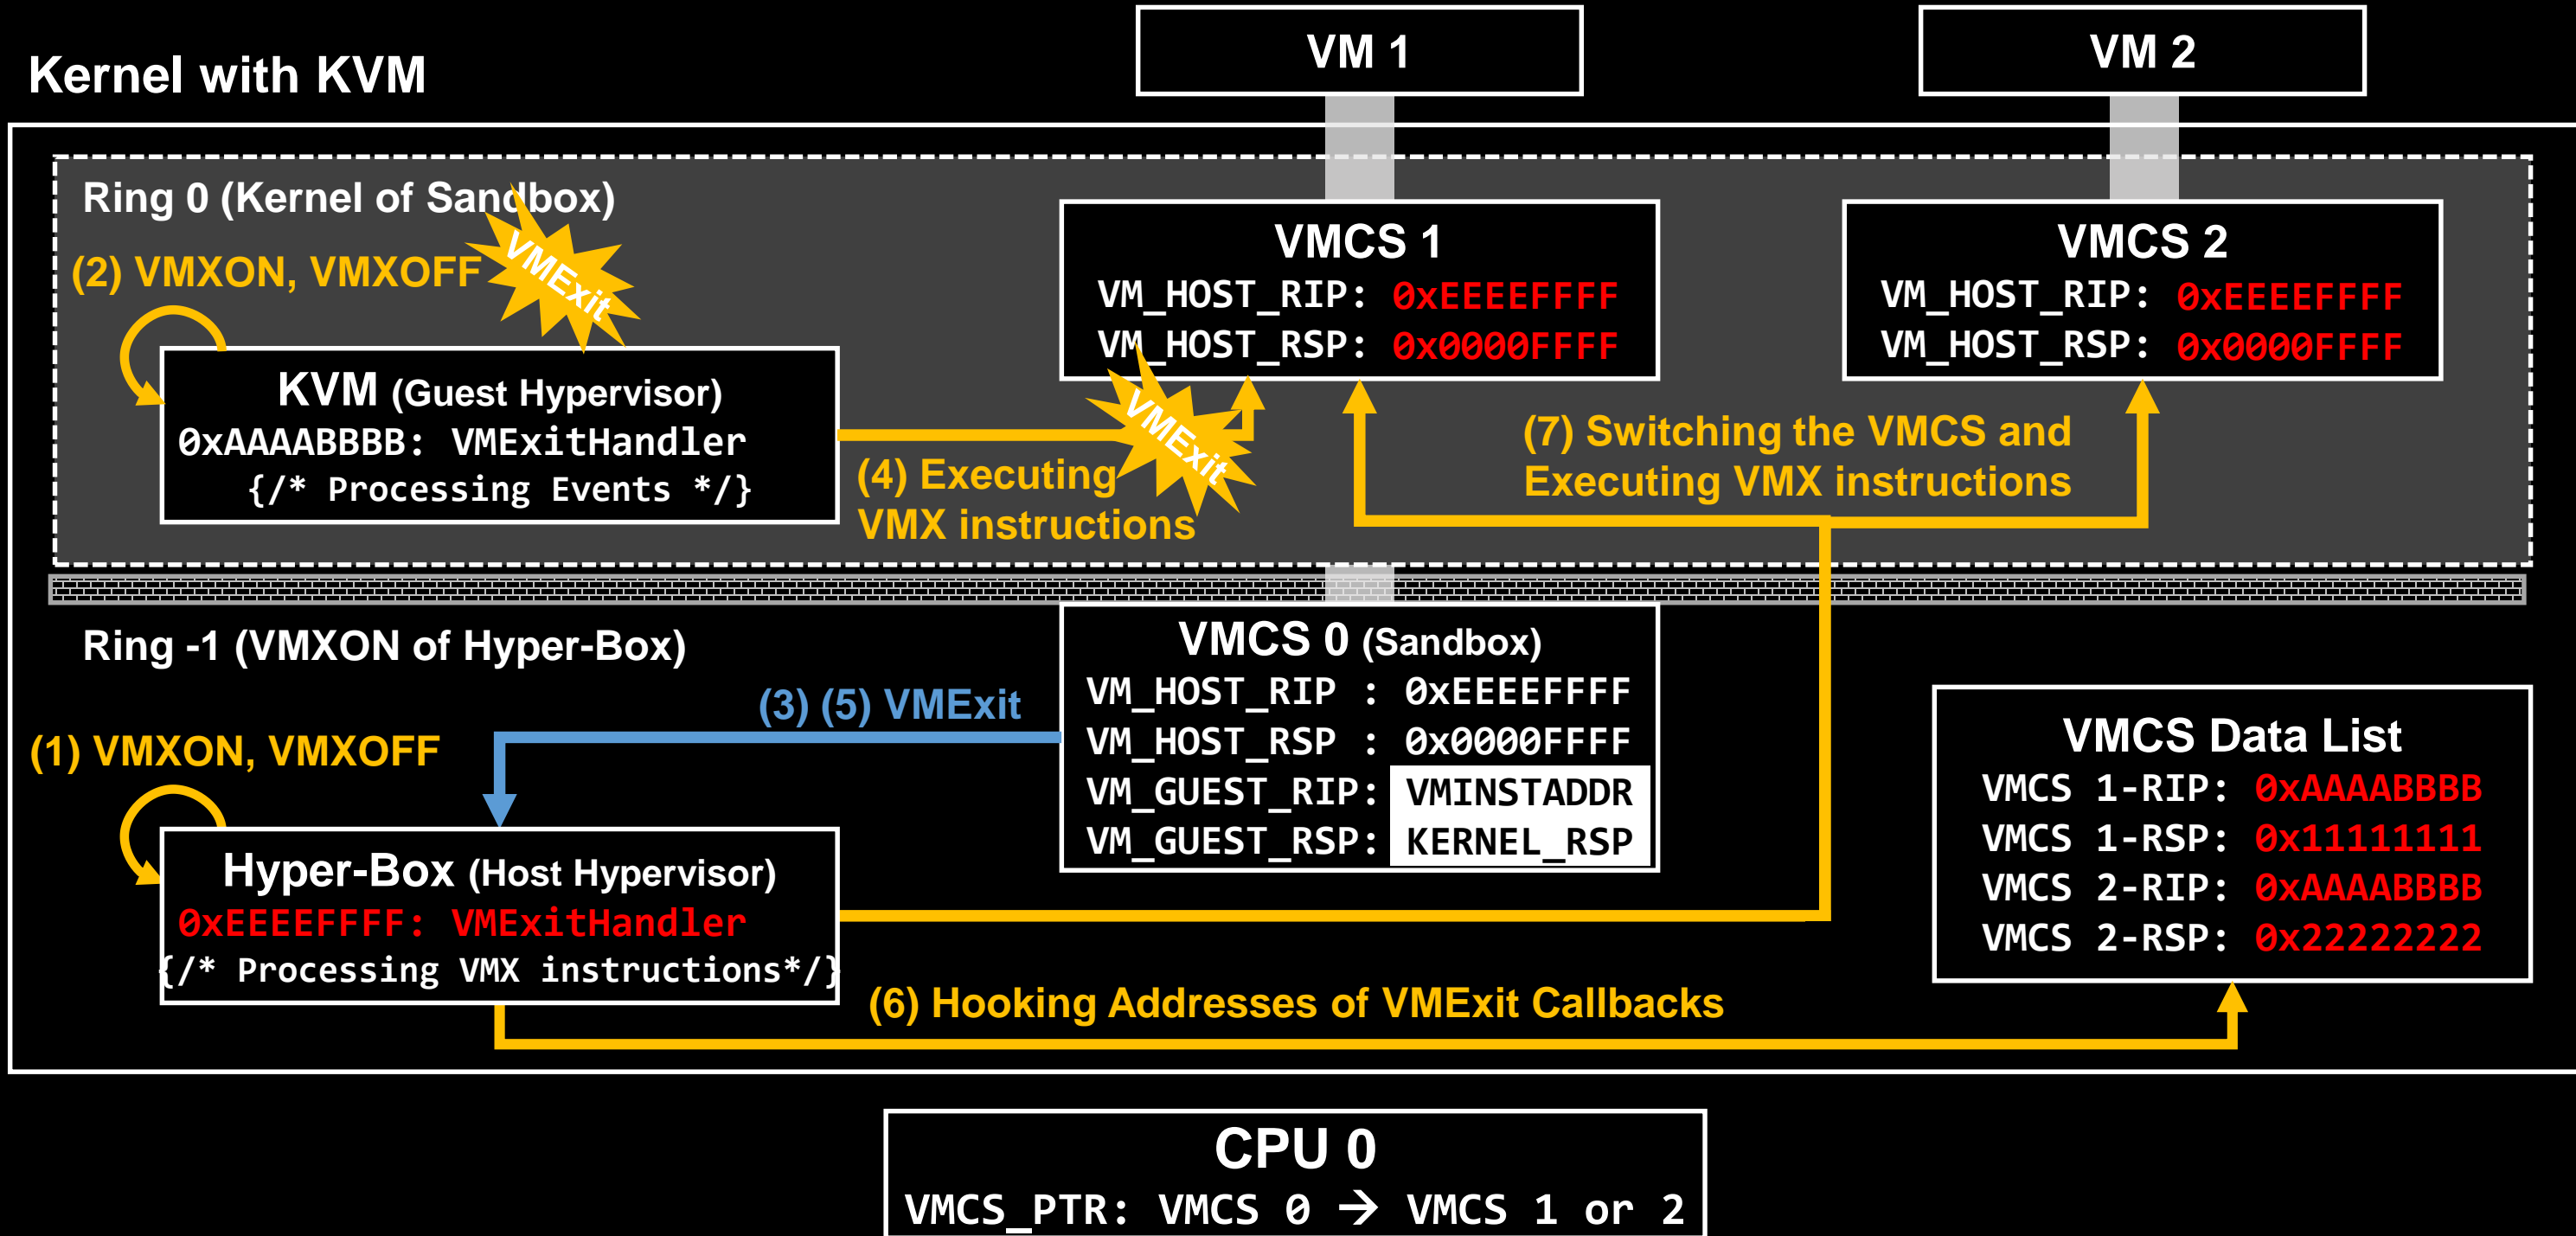 Kernel with KVM
VM 1
VM 2
Ring 0 (Kernel of Sandbox)
(2) VMXON, VMXOFF
VMExit
KVM (Guest Hypervisor)
0xAAAABBBB: VMExitHandler
{/* Processing Events */}
VMCS 1
VM_HOST_RIP: 0xEEEEFFFF
VM_HOST_RSP: 0x0000FFFF
VMCS 2
VM_HOST_RIP: 0xEEEEFFFF
VM_HOST_RSP: 0x0000FFFF
VMExit
(4) Executing
VMX instructions
(7) Switching the VMCS and
Executing VMX instructions
Ring -1 (VMXON of Hyper-Box)
(3) (5) VMExit
(1) VMXON, VMXOFF
Hyper-Box (Host Hypervisor)
0xEEEEFFFF: VMExitHandler
{/* Processing VMX instructions*/}
VMCS 0 (Sandbox)
VM_HOST_RIP : 0xEEEEFFFF
VM_HOST_RSP : 0x0000FFFF
VM_GUEST_RIP: VMINSTADDR
VM_GUEST_RSP: KERNEL_RSP
VMCS Data List
VMCS 1-RIP: 0xAAAABBBB
VMCS 1-RSP: 0x11111111
VMCS 2-RIP: 0xAAAABBBB
VMCS 2-RSP: 0x22222222
(6) Hooking Addresses of VMExit Callbacks
CPU 0
VMCS_PTR: VMCS 0 → VMCS 1 or 2